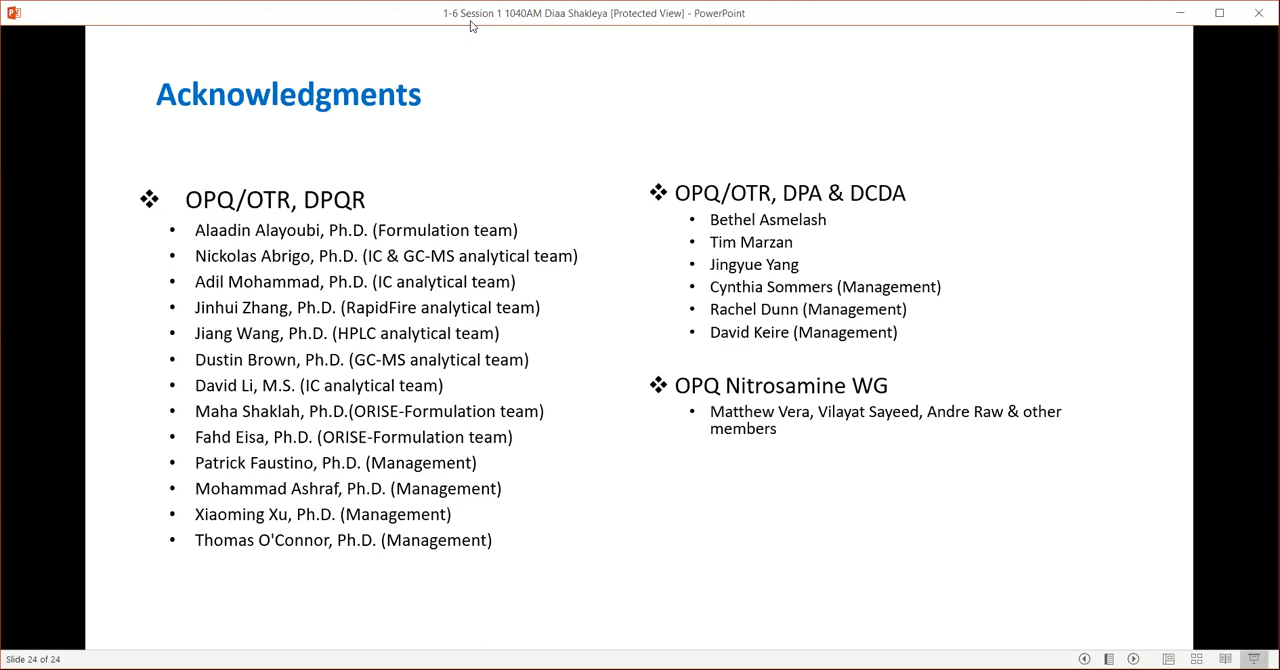 1-6 Session 1 1040AM Diaa Shakleya [Protected View] - PowerPoint
Acknowledgments
❖ OPQ/OTR, DPQR
• Alaadin Alayoubi, Ph.D. (Formulation team)
• Nickolas Abrigo, Ph.D. (IC & GC-MS analytical team)
• Adil Mohammad, Ph.D. (IC analytical team)
• Jinhui Zhang, Ph.D. (RapidFire analytical team)
• Jiang Wang, Ph.D. (HPLC analytical team)
• Dustin Brown, Ph.D. (GC-MS analytical team)
• David Li, M.S. (IC analytical team)
• Maha Shaklah, Ph.D.(ORISE-Formulation team)
• Fahd Eisa, Ph.D. (ORISE-Formulation team)
• Patrick Faustino, Ph.D. (Management)
• Mohammad Ashraf, Ph.D. (Management)
• Xiaoming Xu, Ph.D. (Management)
• Thomas O'Connor, Ph.D. (Management)
❖ OPQ/OTR, DPA & DCDA
• Bethel Asmelash
• Tim Marzan
• Jingyue Yang
• Cynthia Sommers (Management)
• Rachel Dunn (Management)
• David Keire (Management)
❖ OPQ Nitrosamine WG
• Matthew Vera, Vilayat Sayeed, Andre Raw & other
members
Slide 24 of 24